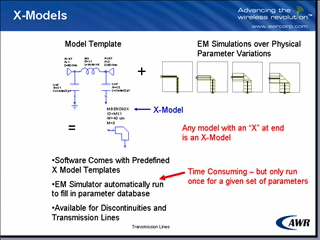 X-Models
Advancing the
wireless revolution™
www.awrcorp.com
Model Template
EM Simulations over Physical
Parameter Variations
+
X-Model
=
Any model with an "X" at end
is an X-Model
•Software Comes with Predefined
X Model Templates
•EM Simulator automatically run
to fill in parameter database
•Available for Discontinuities and
Transmission Lines
Time Consuming – but only run
once for a given set of parameters
Transmission Lines
AWR